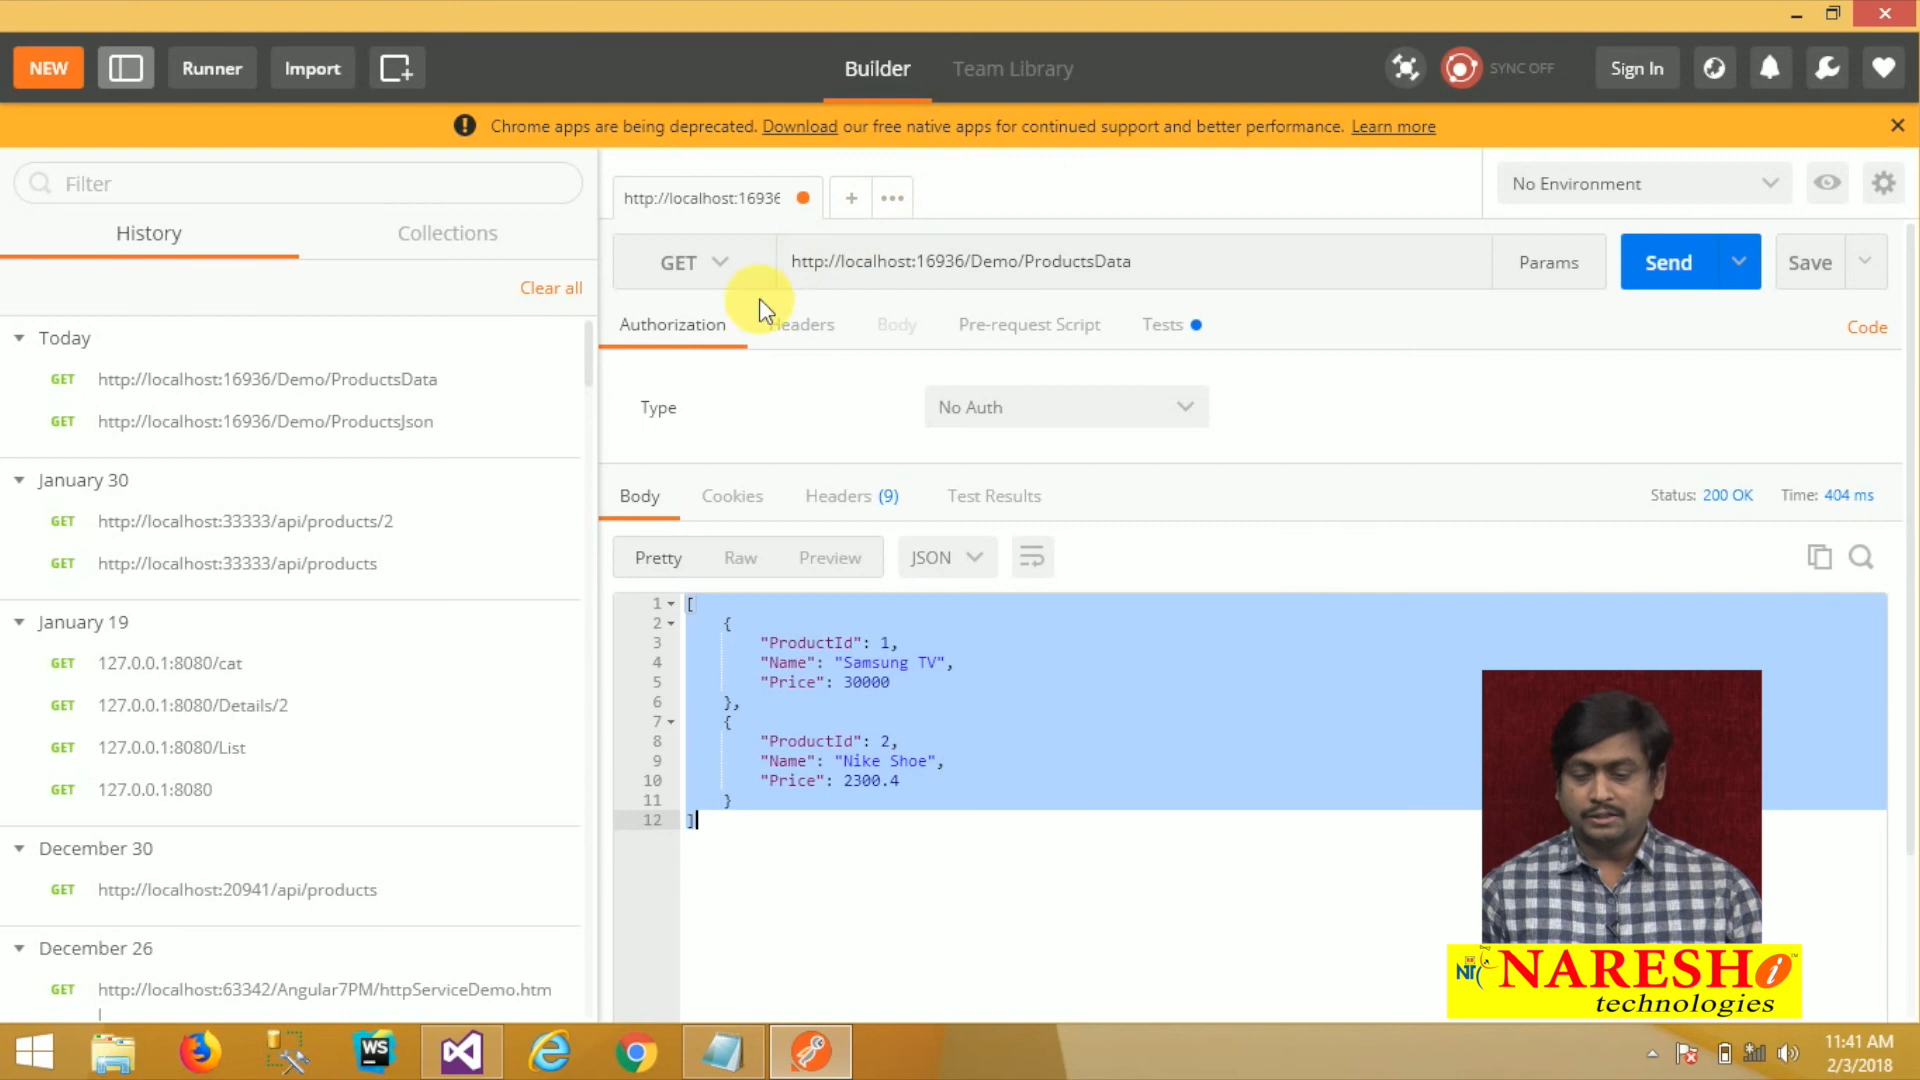 NEW
Runner
Import
Builder
Team Library
SYNC OFF
Sign In
Chrome apps are being deprecated. Download our free native apps for continued support and better performance. Learn more
Filter
History
Collections
Clear all
Today
GET http://localhost:16936/Demo/ProductsData
GET http://localhost:16936/Demo/ProductsJson
January 30
GET http://localhost:33333/api/products/2
GET http://localhost:33333/api/products
January 19
GET 127.0.0.1:8080/cat
GET 127.0.0.1:8080/Details/2
GET 127.0.0.1:8080/List
GET 127.0.0.1:8080
December 30
GET http://localhost:20941/api/products
December 26
GET http://localhost:63342/Angular7PM/httpServiceDemo.htm
l
http://localhost:16936
No Environment
GET
http://localhost:16936/Demo/ProductsData
Params
Send
Save
Authorization
Headers
Body
Pre-request Script
Tests
Code
Type
No Auth
Body
Cookies
Headers (9)
Test Results
Status: 200 OK
Time: 404 ms
Pretty
Raw
Preview
JSON
1 [
2 {
3 "ProductId": 1,
4 "Name": "Samsung TV",
5 "Price": 30000
6 },
7 {
8 "ProductId": 2,
9 "Name": "Nike Shoe",
10 "Price": 2300.4
11 }
12 ]
NARESH i
technologies
WS
11:41 AM
2/3/2018